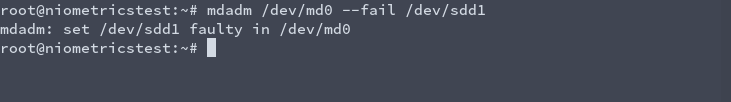 root@niometricstest:~# mdadm /dev/md0 --fail /dev/sdd1
mdadm: set /dev/sdd1 faulty in /dev/md0
root@niometricstest:~#